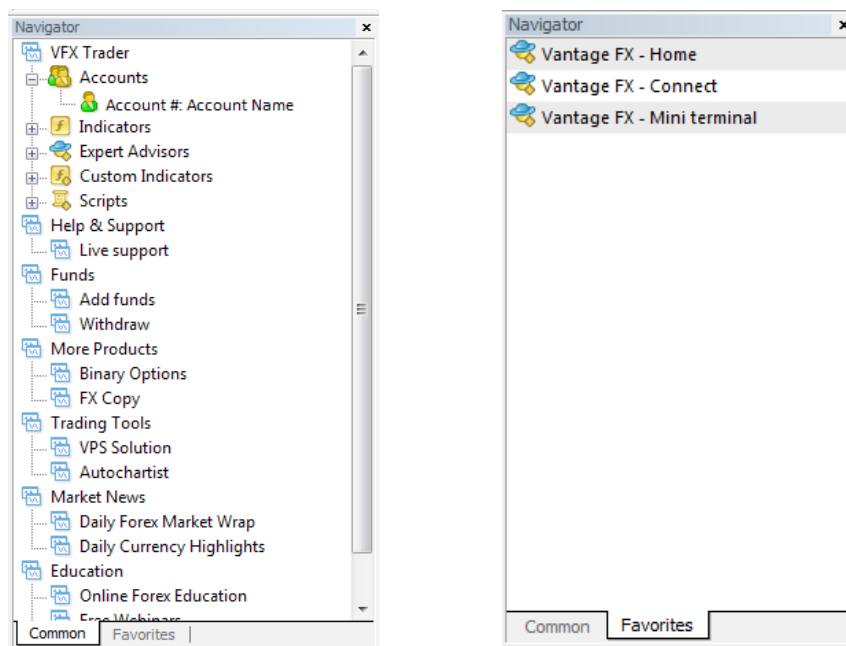 Navigator
VFX Trader
Accounts
Account #: Account Name
Indicators
Expert Advisors
Custom Indicators
Scripts
Help & Support
Live support
Funds
Add funds
Withdraw
More Products
Binary Options
FX Copy
Trading Tools
VPS Solution
Autochartist
Market News
Daily Forex Market Wrap
Daily Currency Highlights
Education
Online Forex Education
Free Webinars
Common Favorites
Navigator
Vantage FX - Home
Vantage FX - Connect
Vantage FX - Mini terminal
Common Favorites